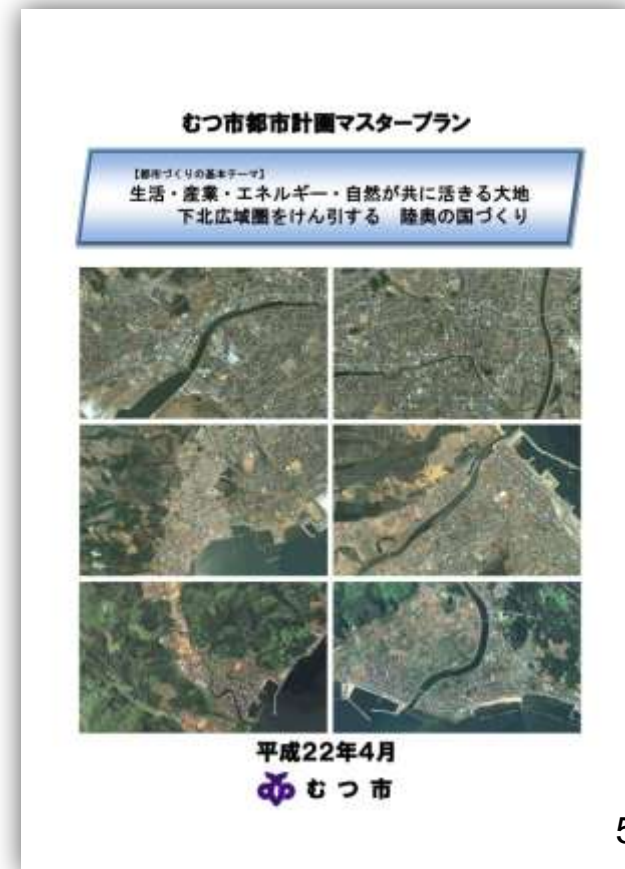 むつ市都市計画マスタープラン
【都市づくりの基本テーマ】
生活・産業・エネルギー・自然が共に活きる大地
下北広域圏をけん引する　陸奥の国づくり
平成22年4月
むつ市
5